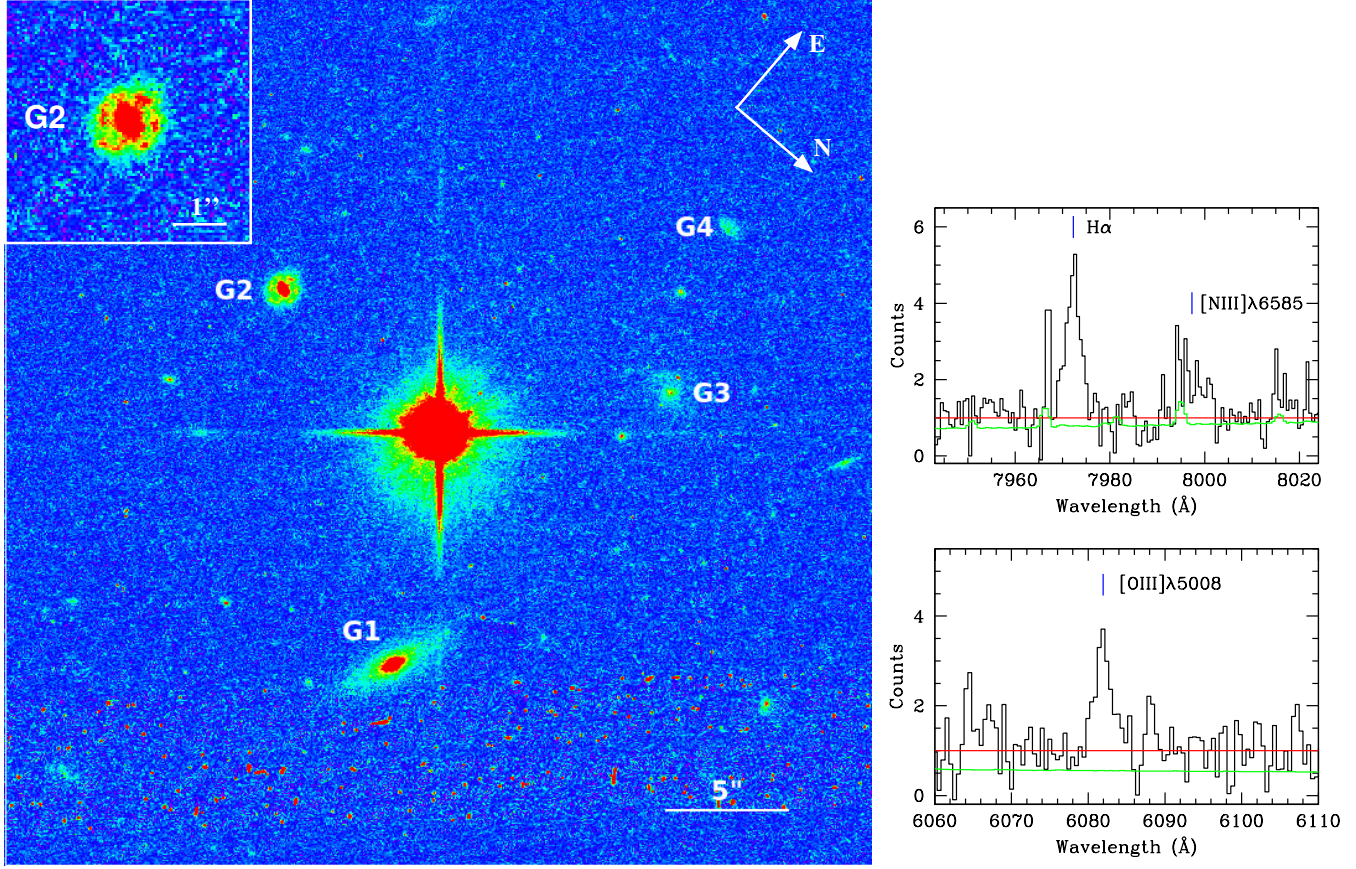 G2
1’’
E
N
G4
G2
G3
G1
5"
Hα
[NIII]λ6585
Counts
6
4
2
0
7960 7980 8000 8020
Wavelength (Å)
[OIII]λ5008
Counts
4
2
0
6060 6070 6080 6090 6100 6110
Wavelength (Å)